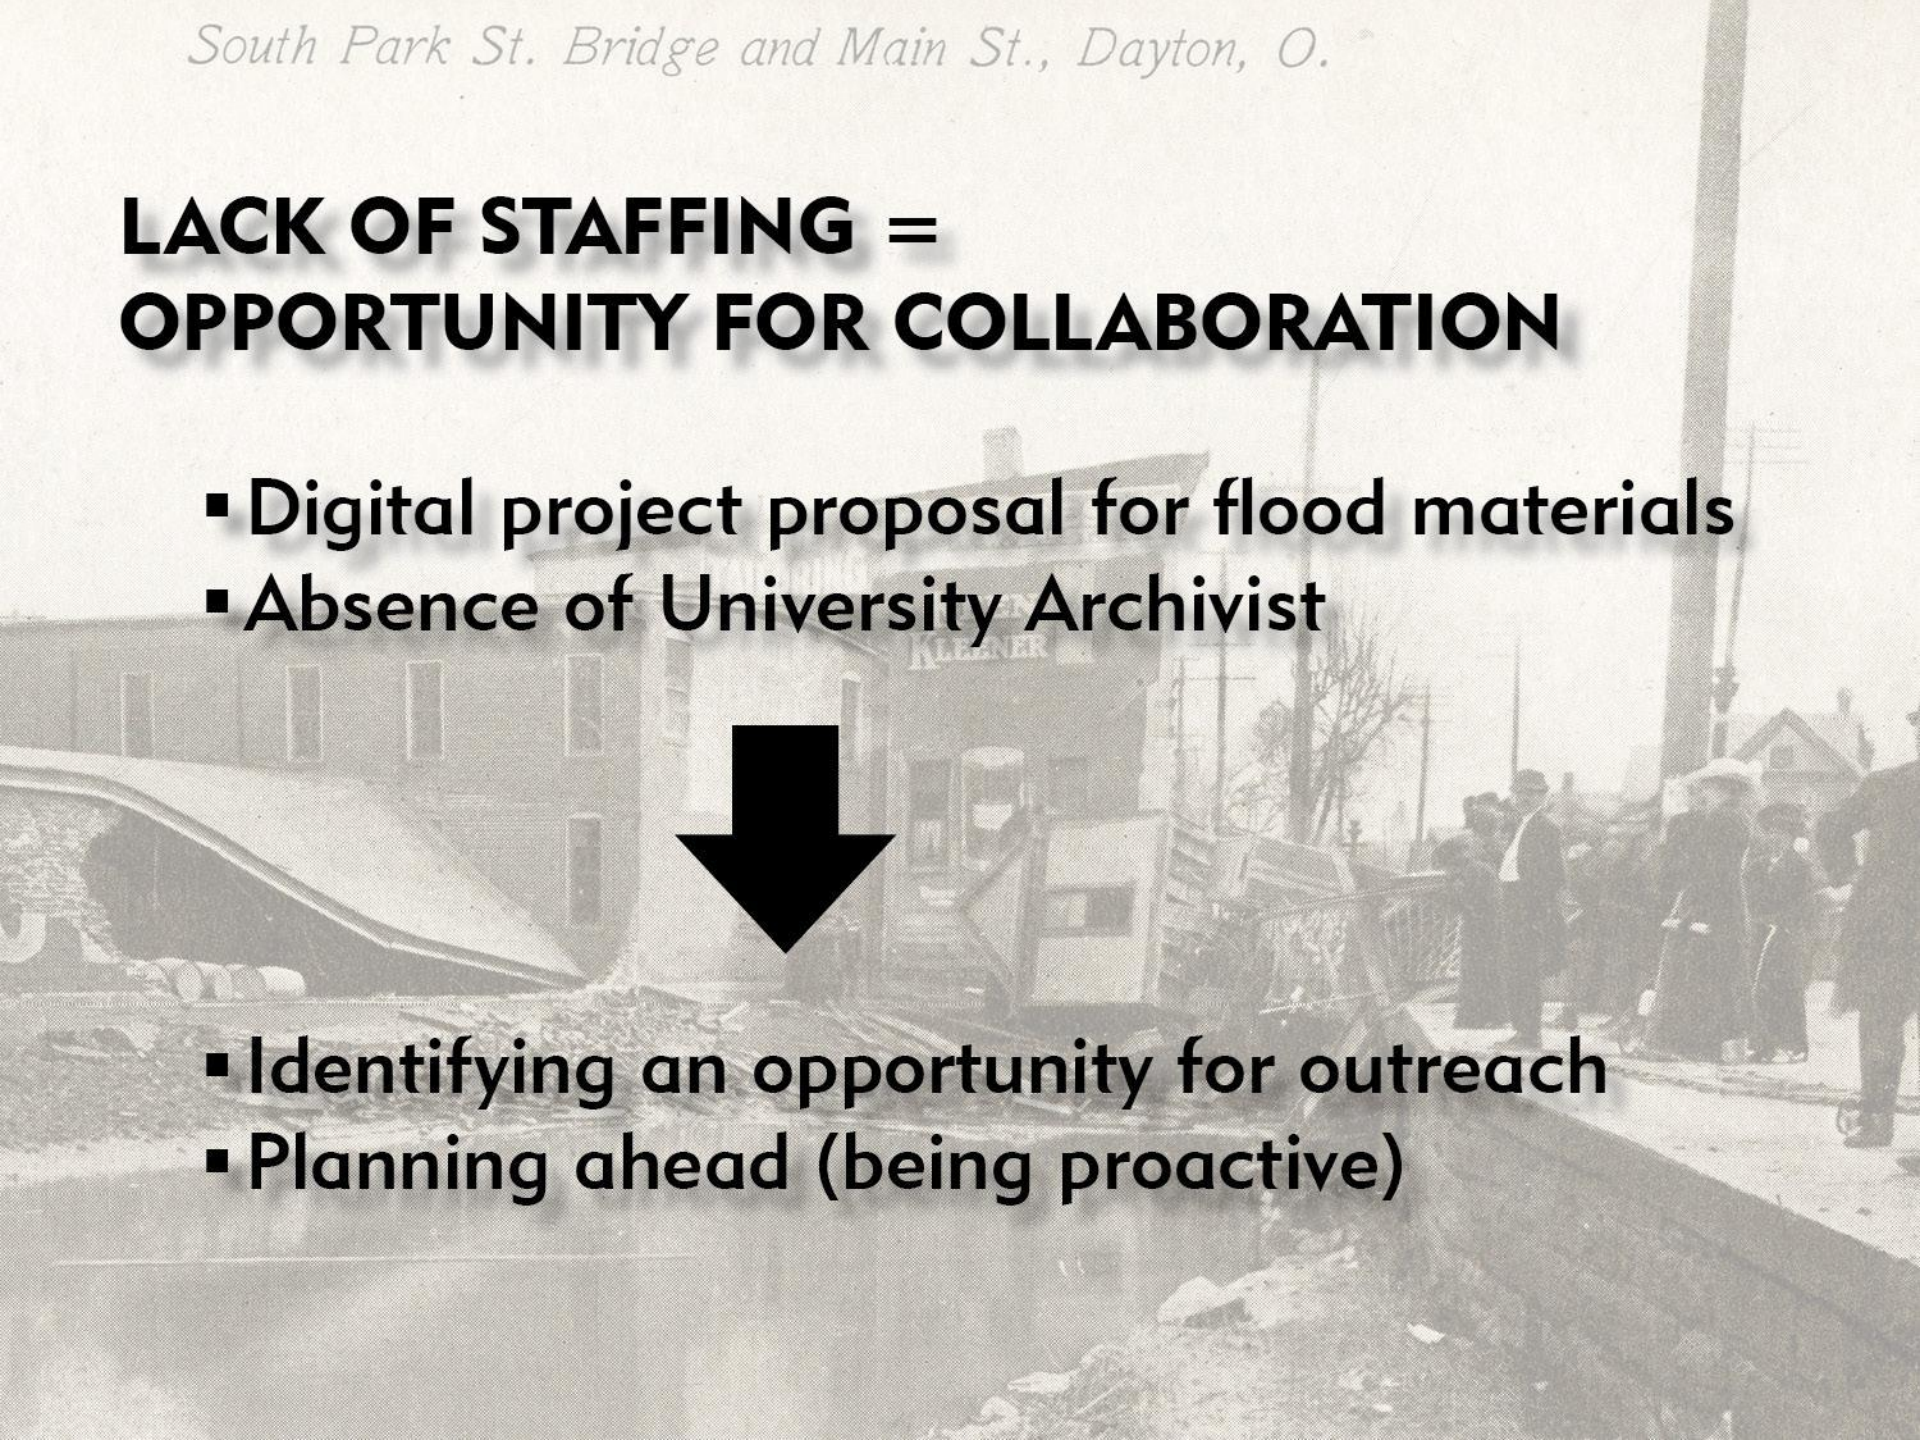 South Park St. Bridge and Main St., Dayton, O.
LACK OF STAFFING =
OPPORTUNITY FOR COLLABORATION
▪ Digital project proposal for flood materials
▪ Absence of University Archivist
KLEENER
▪ Identifying an opportunity for outreach
▪ Planning ahead (being proactive)